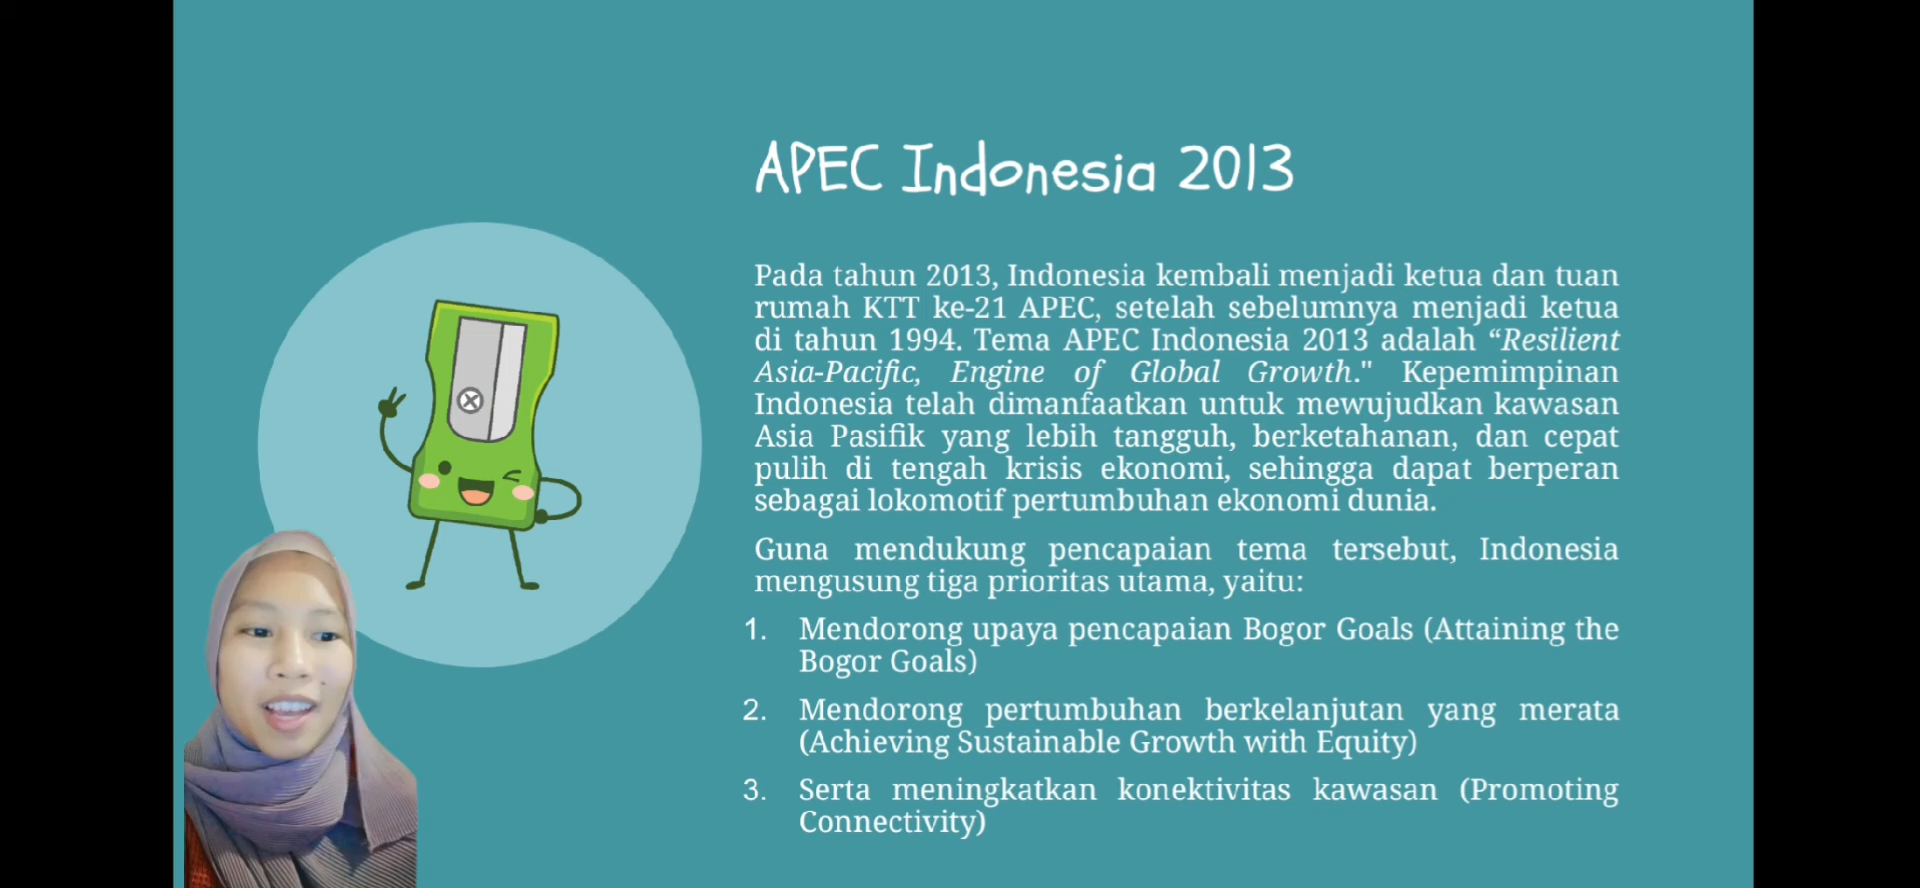 APEC Indonesia 2013
Pada tahun 2013, Indonesia kembali menjadi ketua dan tuan
rumah KTT ke-21 APEC, setelah sebelumnya menjadi ketua
di tahun 1994. Tema APEC Indonesia 2013 adalah “Resilient
Asia-Pacific, Engine of Global Growth." Kepemimpinan
Indonesia telah dimanfaatkan untuk mewujudkan kawasan
Asia Pasifik yang lebih tangguh, berketahanan, dan cepat
pulih di tengah krisis ekonomi, sehingga dapat berperan
sebagai lokomotif pertumbuhan ekonomi dunia.
Guna mendukung pencapaian tema tersebut, Indonesia
mengusung tiga prioritas utama, yaitu:
1. Mendorong upaya pencapaian Bogor Goals (Attaining the
Bogor Goals)
2. Mendorong pertumbuhan berkelanjutan yang merata
(Achieving Sustainable Growth with Equity)
3. Serta meningkatkan konektivitas kawasan (Promoting
Connectivity)